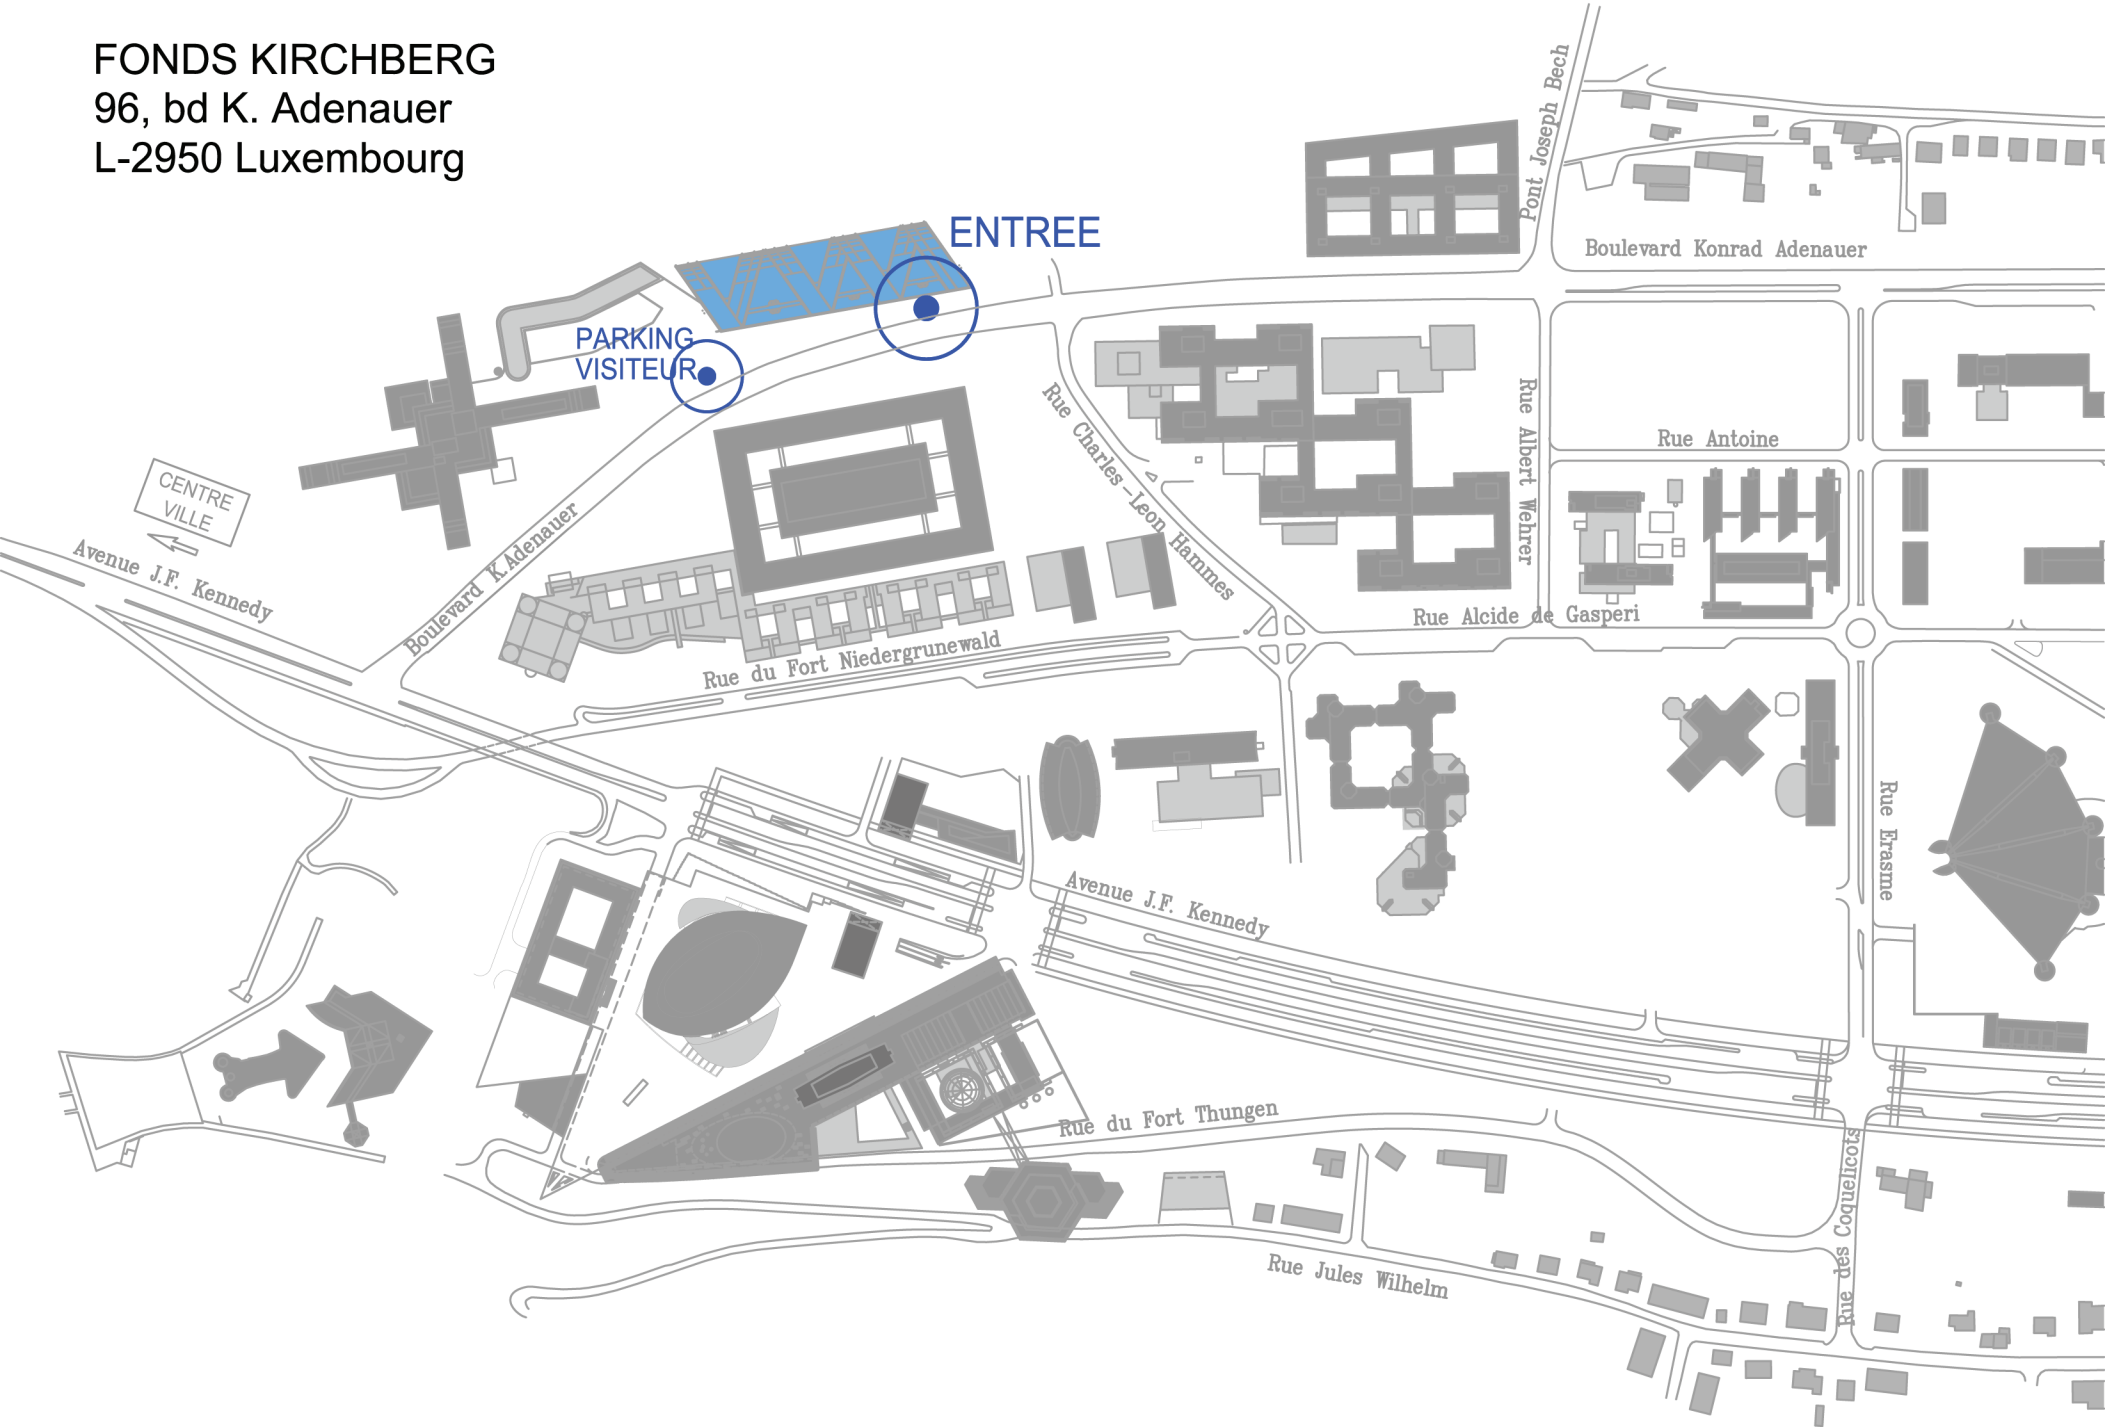 FONDS KIRCHBERG
96, bd K. Adenauer
L-2950 Luxembourg
ENTREE
PARKING
VISITEUR
CENTRE
VILLE
Pont Joseph Bech
Boulevard Konrad Adenauer
Rue Antoine
Rue Albert Wehrer
Rue Charles-Leon Hammes
Boulevard K.Adenauer
Avenue J.F. Kennedy
Rue Alcide de Gasperi
Rue du Fort Niedergrunewald
Rue Erasme
Avenue J.F. Kennedy
Rue du Fort Thungen
Rue des Coquelicots
Rue Jules Wilhelm